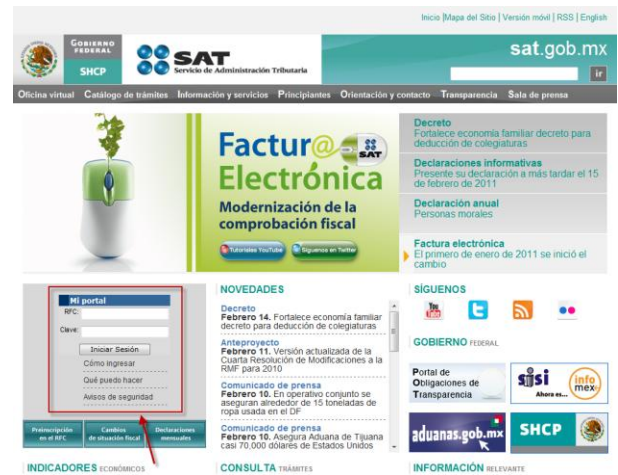 Inicio |Mapa del Sitio | Versión móvil | RSS | English
GOBIERNO
FEDERAL
SHCP
SAT
Servicio de Administración Tributaria
sat.gob.mx
ir
Oficina virtual Catálogo de trámites Información y servicios Principiantes Orientación y contacto Transparencia Sala de prensa
Factur@
SAT
Electrónica
Modernización de la
comprobación fiscal
Tutoriales YouTube
Síguenos en Twitter
Decreto
Fortalece economía familiar decreto para
deducción de colegiaturas
Declaraciones informativas
Presente su declaración a más tardar el 15
de febrero de 2011
Declaración anual
Personas morales
Factura electrónica
El primero de enero de 2011 se inició el
cambio
Mi portal
RFC:
Clave:
Iniciar Sesión
Cómo ingresar
Qué puedo hacer
Avisos de seguridad
Preinscripción
en el RFC
Cambios
de situación fiscal
Declaraciones
mensuales
INDICADORES ECONÓMICOS
NOVEDADES
Decreto
Febrero 14. Fortalece economía familiar
decreto para deducción de colegiaturas
Anteproyecto
Febrero 11. Versión actualizada de la
Cuarta Resolución de Modificaciones a la
RMF para 2010
Comunicado de prensa
Febrero 10. En operativo conjunto se
aseguran alrededor de 15 toneladas de
ropa usada en el DF
Comunicado de prensa
Febrero 10. Asegura Aduana de Tijuana
casi 70,000 dólares de Estados Unidos
CONSULTA TRÁMITES
SÍGUENOS
You
Tube
GOBIERNO FEDERAL
Portal de
Obligaciones de
Transparencia
sisi
Ahora es...
info
mex
aduanas.gob.mx
SHCP
INFORMACIÓN RELEVANTE